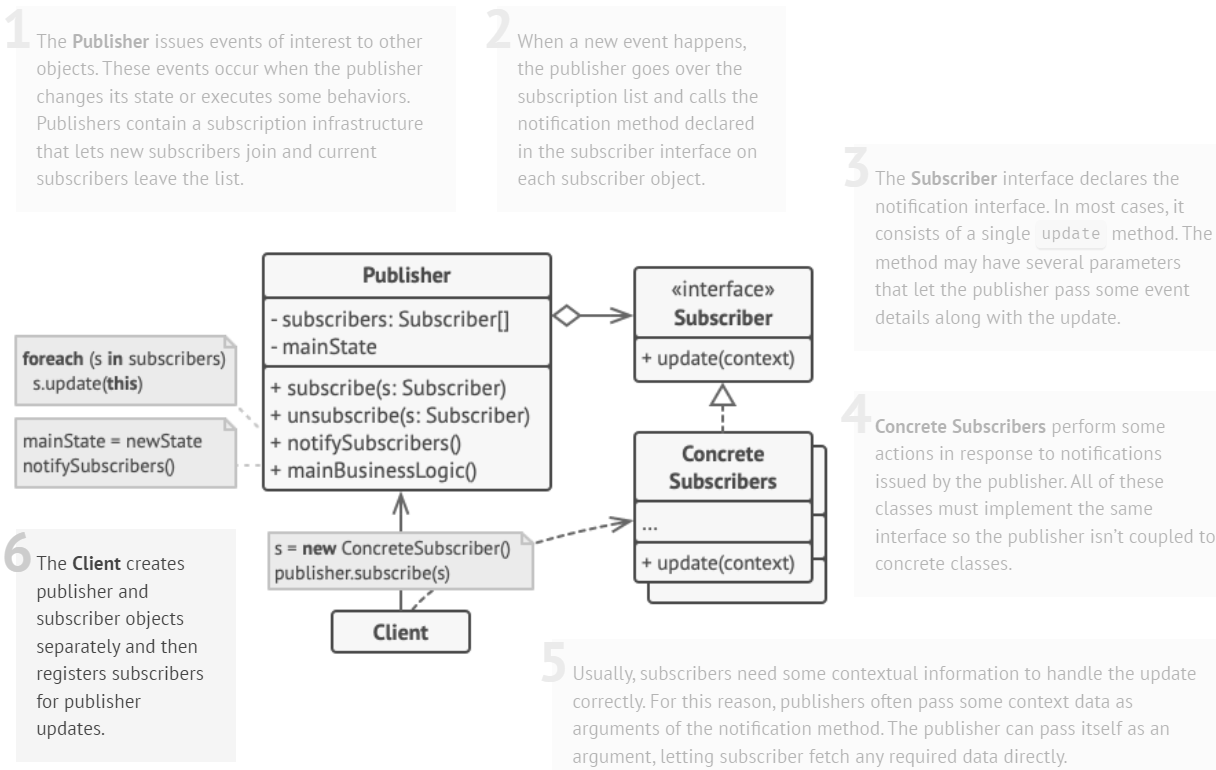 1
The Publisher issues events of interest to other
objects. These events occur when the publisher
changes its state or executes some behaviors.
Publishers contain a subscription infrastructure
that lets new subscribers join and current
subscribers leave the list.
2
When a new event happens,
the publisher goes over the
subscription list and calls the
notification method declared
in the subscriber interface on
each subscriber object.
3
The Subscriber interface declares the
notification interface. In most cases, it
consists of a single update method. The
method may have several parameters
that let the publisher pass some event
details along with the update.
Publisher
- subscribers: Subscriber[]
- mainState
+ subscribe(s: Subscriber)
+ unsubscribe(s: Subscriber)
+ notifySubscribers()
+ mainBusinessLogic()
«interface»
Subscriber
+ update(context)
foreach (s in subscribers)
s.update(this)
mainState = newState
notifySubscribers()
4
Concrete Subscribers perform some
actions in response to notifications
issued by the publisher. All of these
classes must implement the same
interface so the publisher isn't coupled to
concrete classes.
Concrete
Subscribers
...
+ update(context)
s = new ConcreteSubscriber()
publisher.subscribe(s)
Client
6
The Client creates
publisher and
subscriber objects
separately and then
registers subscribers
for publisher
updates.
5
Usually, subscribers need some contextual information to handle the update
correctly. For this reason, publishers often pass some context data as
arguments of the notification method. The publisher can pass itself as an
argument, letting subscriber fetch any required data directly.